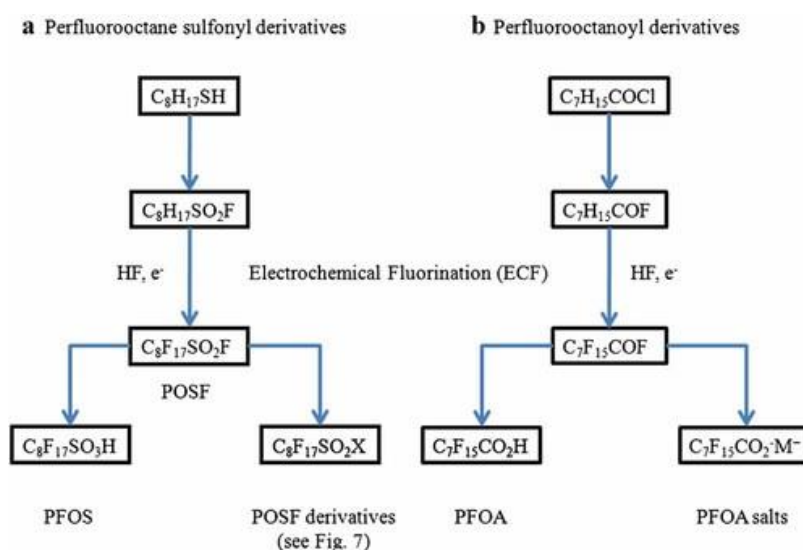 a Perfluorooctane sulfonyl derivatives
b Perfluorooctanoyl derivatives
C₈H₁₇SH
C₇H₁₅COCl
C₈H₁₇SO₂F
C₇H₁₅COF
HF, e⁻
Electrochemical Fluorination (ECF)
HF, e⁻
C₈F₁₇SO₂F
C₇F₁₅COF
POSF
C₈F₁₇SO₃H
C₈F₁₇SO₂X
C₇F₁₅CO₂H
C₇F₁₅CO₂⁻M⁻
PFOS
POSF derivatives
(see Fig. 7)
PFOA
PFOA salts